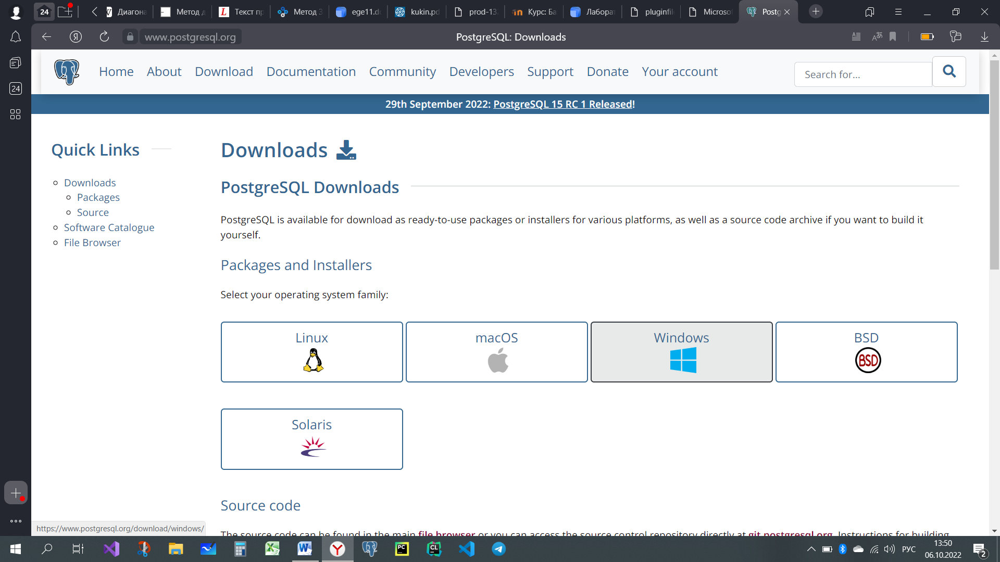 24
Диагона
Метод д
Текст пр
Метод З
ege11.do
kukin.pd
prod-13
Курс: Ба
Лаборат
pluginfil
Microsof
Postg
www.postgresql.org
PostgreSQL: Downloads
24
Home About Download Documentation Community Developers Support Donate Your account
Search for...
29th September 2022: PostgreSQL 15 RC 1 Released!
Quick Links
Downloads
Packages
Source
Software Catalogue
File Browser
Downloads
PostgreSQL Downloads
PostgreSQL is available for download as ready-to-use packages or installers for various platforms, as well as a source code archive if you want to build it
yourself.
Packages and Installers
Select your operating system family:
Linux
macOS
Windows
BSD
BSD
Solaris
Source code
The source code can be found in the main file browser or you can access the source control repository directly at git.postgresql.org. Instructions for building
https://www.postgresql.org/download/windows/
PC
CL
РУС
13:50
06.10.2022
2